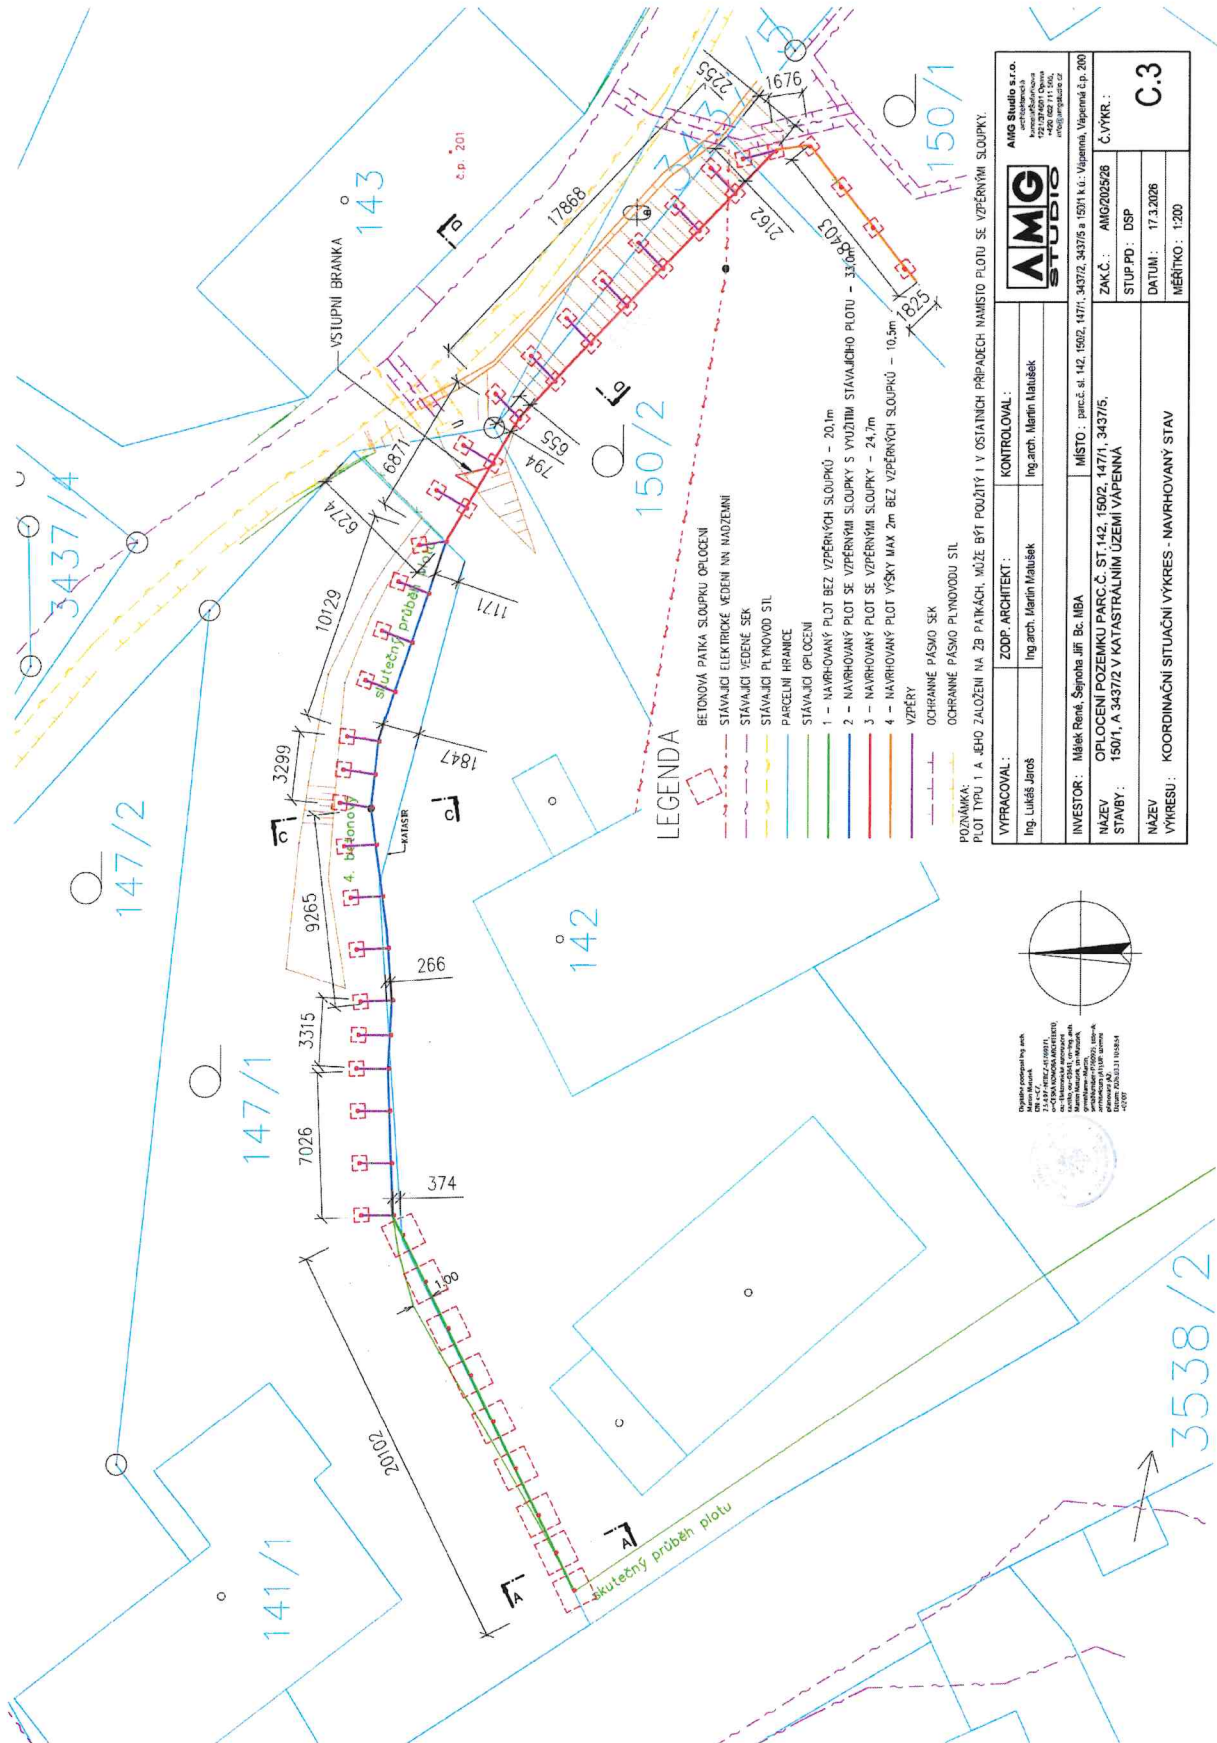 3437/4
143
č.p. 201
VSTUPNÍ BRANKA
D
17868
2255
1676
150/1
2162
8403
1825
6871
6274
794
655
D
150/2
10129
skutečný průběh plotu
1171
147/2
3299
C
4. betonový
1847
C
KATASTR
9265
266
142
147/1
3315
7026
374
1,00
20102
141/1
A
A
skutečný průběh plotu
3538/2
LEGENDA
BETONOVÁ PATKA SLOUPKU OPLOCENÍ
STÁVAJÍCÍ ELEKTRICKÉ VEDENÍ NN NADZEMNÍ
STÁVAJÍCÍ VEDENÉ SEK
STÁVAJÍCÍ PLYNOVOD STL
PARCELNÍ HRANICE
STÁVAJÍCÍ OPLOCENÍ
1 – NAVRHOVANÝ PLOT BEZ VZPĚRNÝCH SLOUPKŮ – 20,1m
2 – NAVRHOVANÝ PLOT SE VZPĚRNÝMI SLOUPKY S VYUŽITÍM STÁVAJÍCÍHO PLOTU – 33,0m
3 – NAVRHOVANÝ PLOT SE VZPĚRNÝMI SLOUPKY – 24,7m
4 – NAVRHOVANÝ PLOT VÝŠKY MAX 2m BEZ VZPĚRNÝCH SLOUPKŮ – 10,5m
VZPĚRY
OCHRANNÉ PÁSMO SEK
OCHRANNÉ PÁSMO PLYNOVODU STL
POZNÁMKA:
PLOT TYPU 1 A JEHO ZALOŽENÍ NA ŽB PATKÁCH, MŮŽE BÝT POUŽITÝ I V OSTATNÍCH PŘÍPADECH NAMÍSTO PLOTU SE VZPĚRNÝMI SLOUPKY.
VYPRACOVAL :
ZODP. ARCHITEKT :
KONTROLOVAL :
Ing. Lukáš Jaroš
Ing.arch. Martin Matušek
Ing.arch. Martin Matušek
AMG STUDIO
AMG Studio s.r.o.
INVESTOR : Málek René, Šejnoha Jiří Bc. MBA
MÍSTO : parc.č. st. 142, 150/2, 147/1, 3437/2, 3437/5 a 150/1 k.ú.: Vápenná, Vápenná č.p. 200
NÁZEV STAVBY : OPLOCENÍ POZEMKU PARC.Č. ST.142, 150/2, 147/1, 3437/5,
150/1, A 3437/2 V KATASTRÁLNÍM ÚZEMÍ VÁPENNÁ
ZAK.Č. : AMG/2025/26
STUP.PD : DSP
Č.VÝKR. :
C.3
NÁZEV VÝKRESU : KOORDINAČNÍ SITUAČNÍ VÝKRES - NAVRHOVANÝ STAV
DATUM : 17.3.2026
MĚŘÍTKO : 1:200